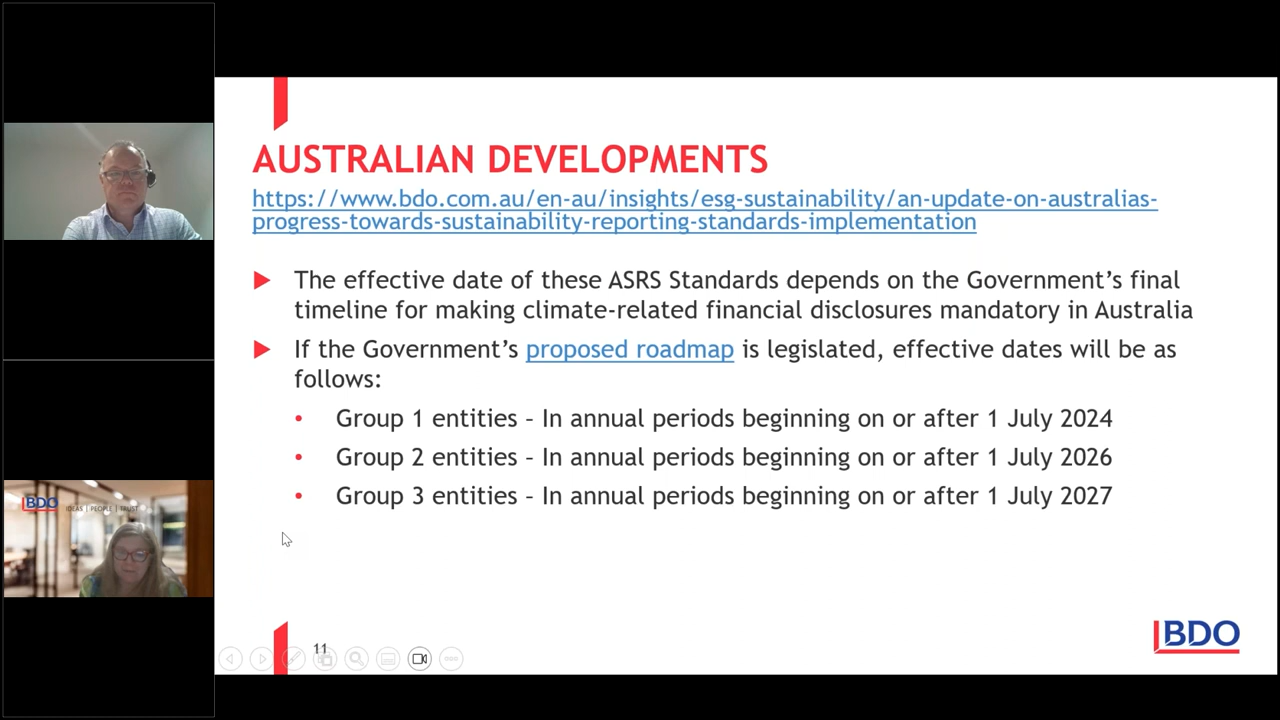 AUSTRALIAN DEVELOPMENTS
https://www.bdo.com.au/en-au/insights/esg-sustainability/an-update-on-australias-
progress-towards-sustainability-reporting-standards-implementation
The effective date of these ASRS Standards depends on the Government’s final
timeline for making climate-related financial disclosures mandatory in Australia
If the Government’s proposed roadmap is legislated, effective dates will be as
follows:
• Group 1 entities – In annual periods beginning on or after 1 July 2024
• Group 2 entities – In annual periods beginning on or after 1 July 2026
• Group 3 entities – In annual periods beginning on or after 1 July 2027
BDO
IDEAS | PEOPLE | TRUST
11
BDO